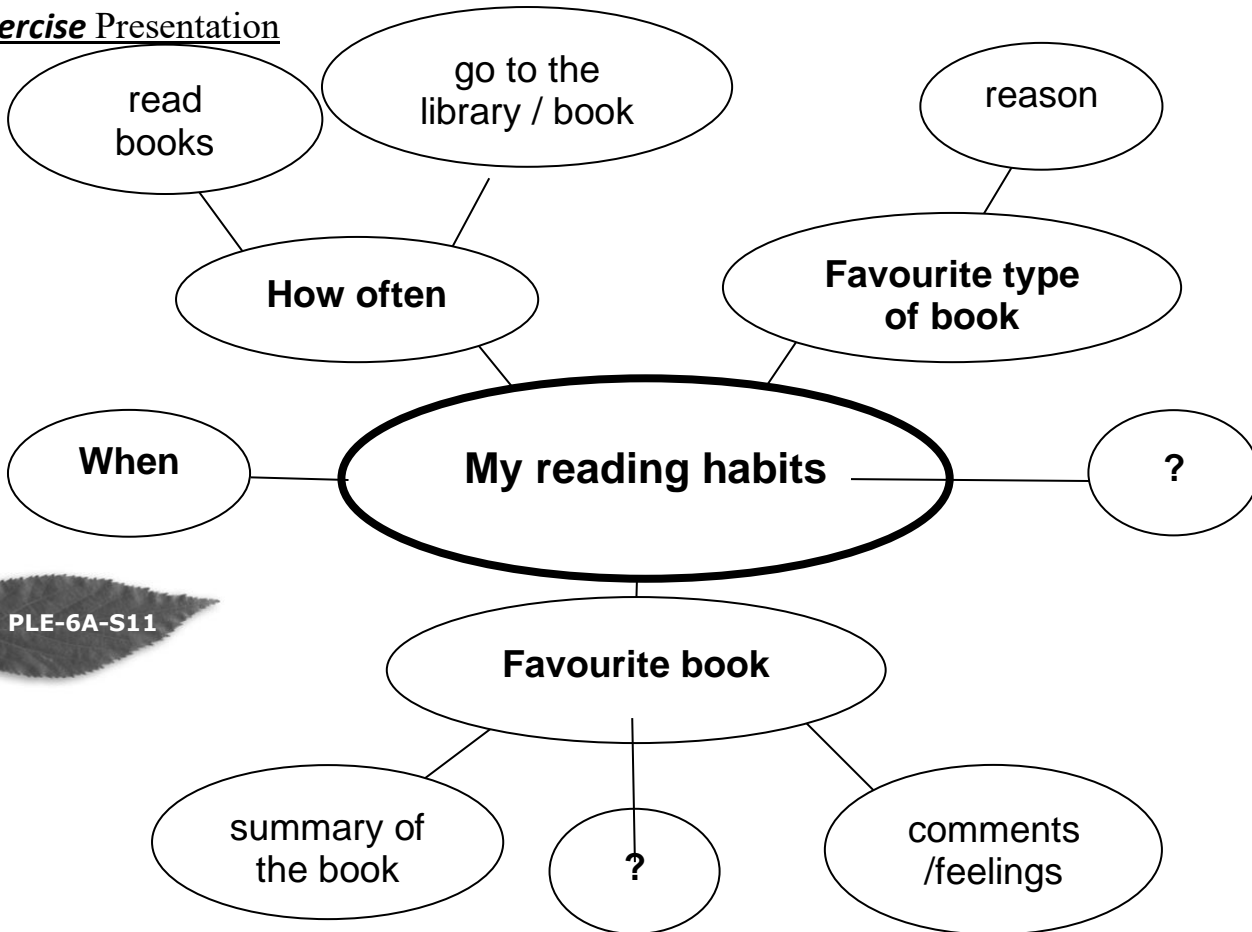 ercise Presentation
read
books
go to the
library / book
reason
How often
Favourite type
of book
When
My reading habits
?
PLE-6A-S11
Favourite book
summary of
the book
?
comments
/feelings